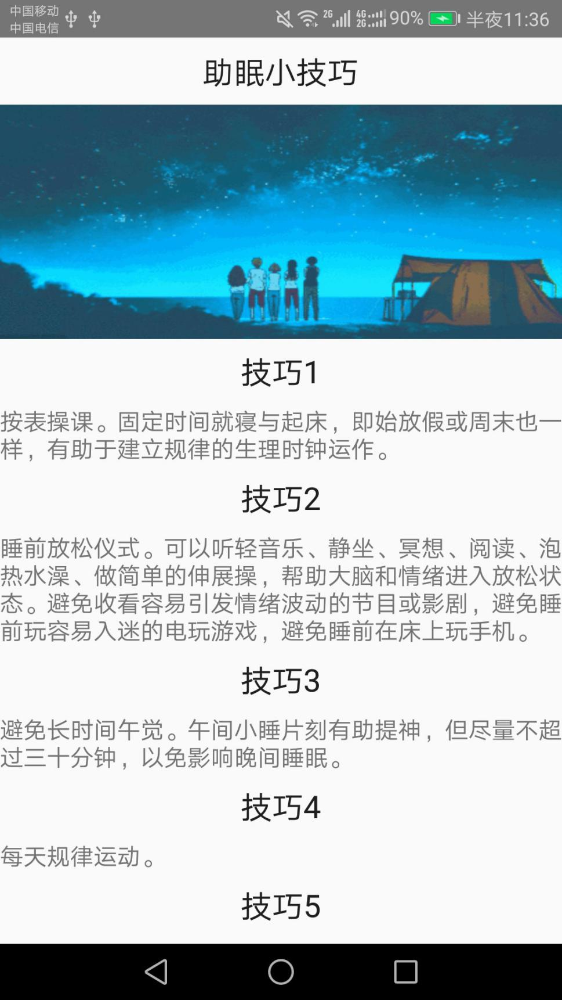 中国移动
中国电信
2G 4G 2G 90% 半夜11:36
助眠小技巧
技巧1
按表操课。固定时间就寝与起床，即始放假或周末也一
样，有助于建立规律的生理时钟运作。
技巧2
睡前放松仪式。可以听轻音乐、静坐、冥想、阅读、泡
热水澡、做简单的伸展操，帮助大脑和情绪进入放松状
态。避免收看容易引发情绪波动的节目或影剧，避免睡
前玩容易入迷的电玩游戏，避免睡前在床上玩手机。
技巧3
避免长时间午觉。午间小睡片刻有助提神，但尽量不超
过三十分钟，以免影响晚间睡眠。
技巧4
每天规律运动。
技巧5